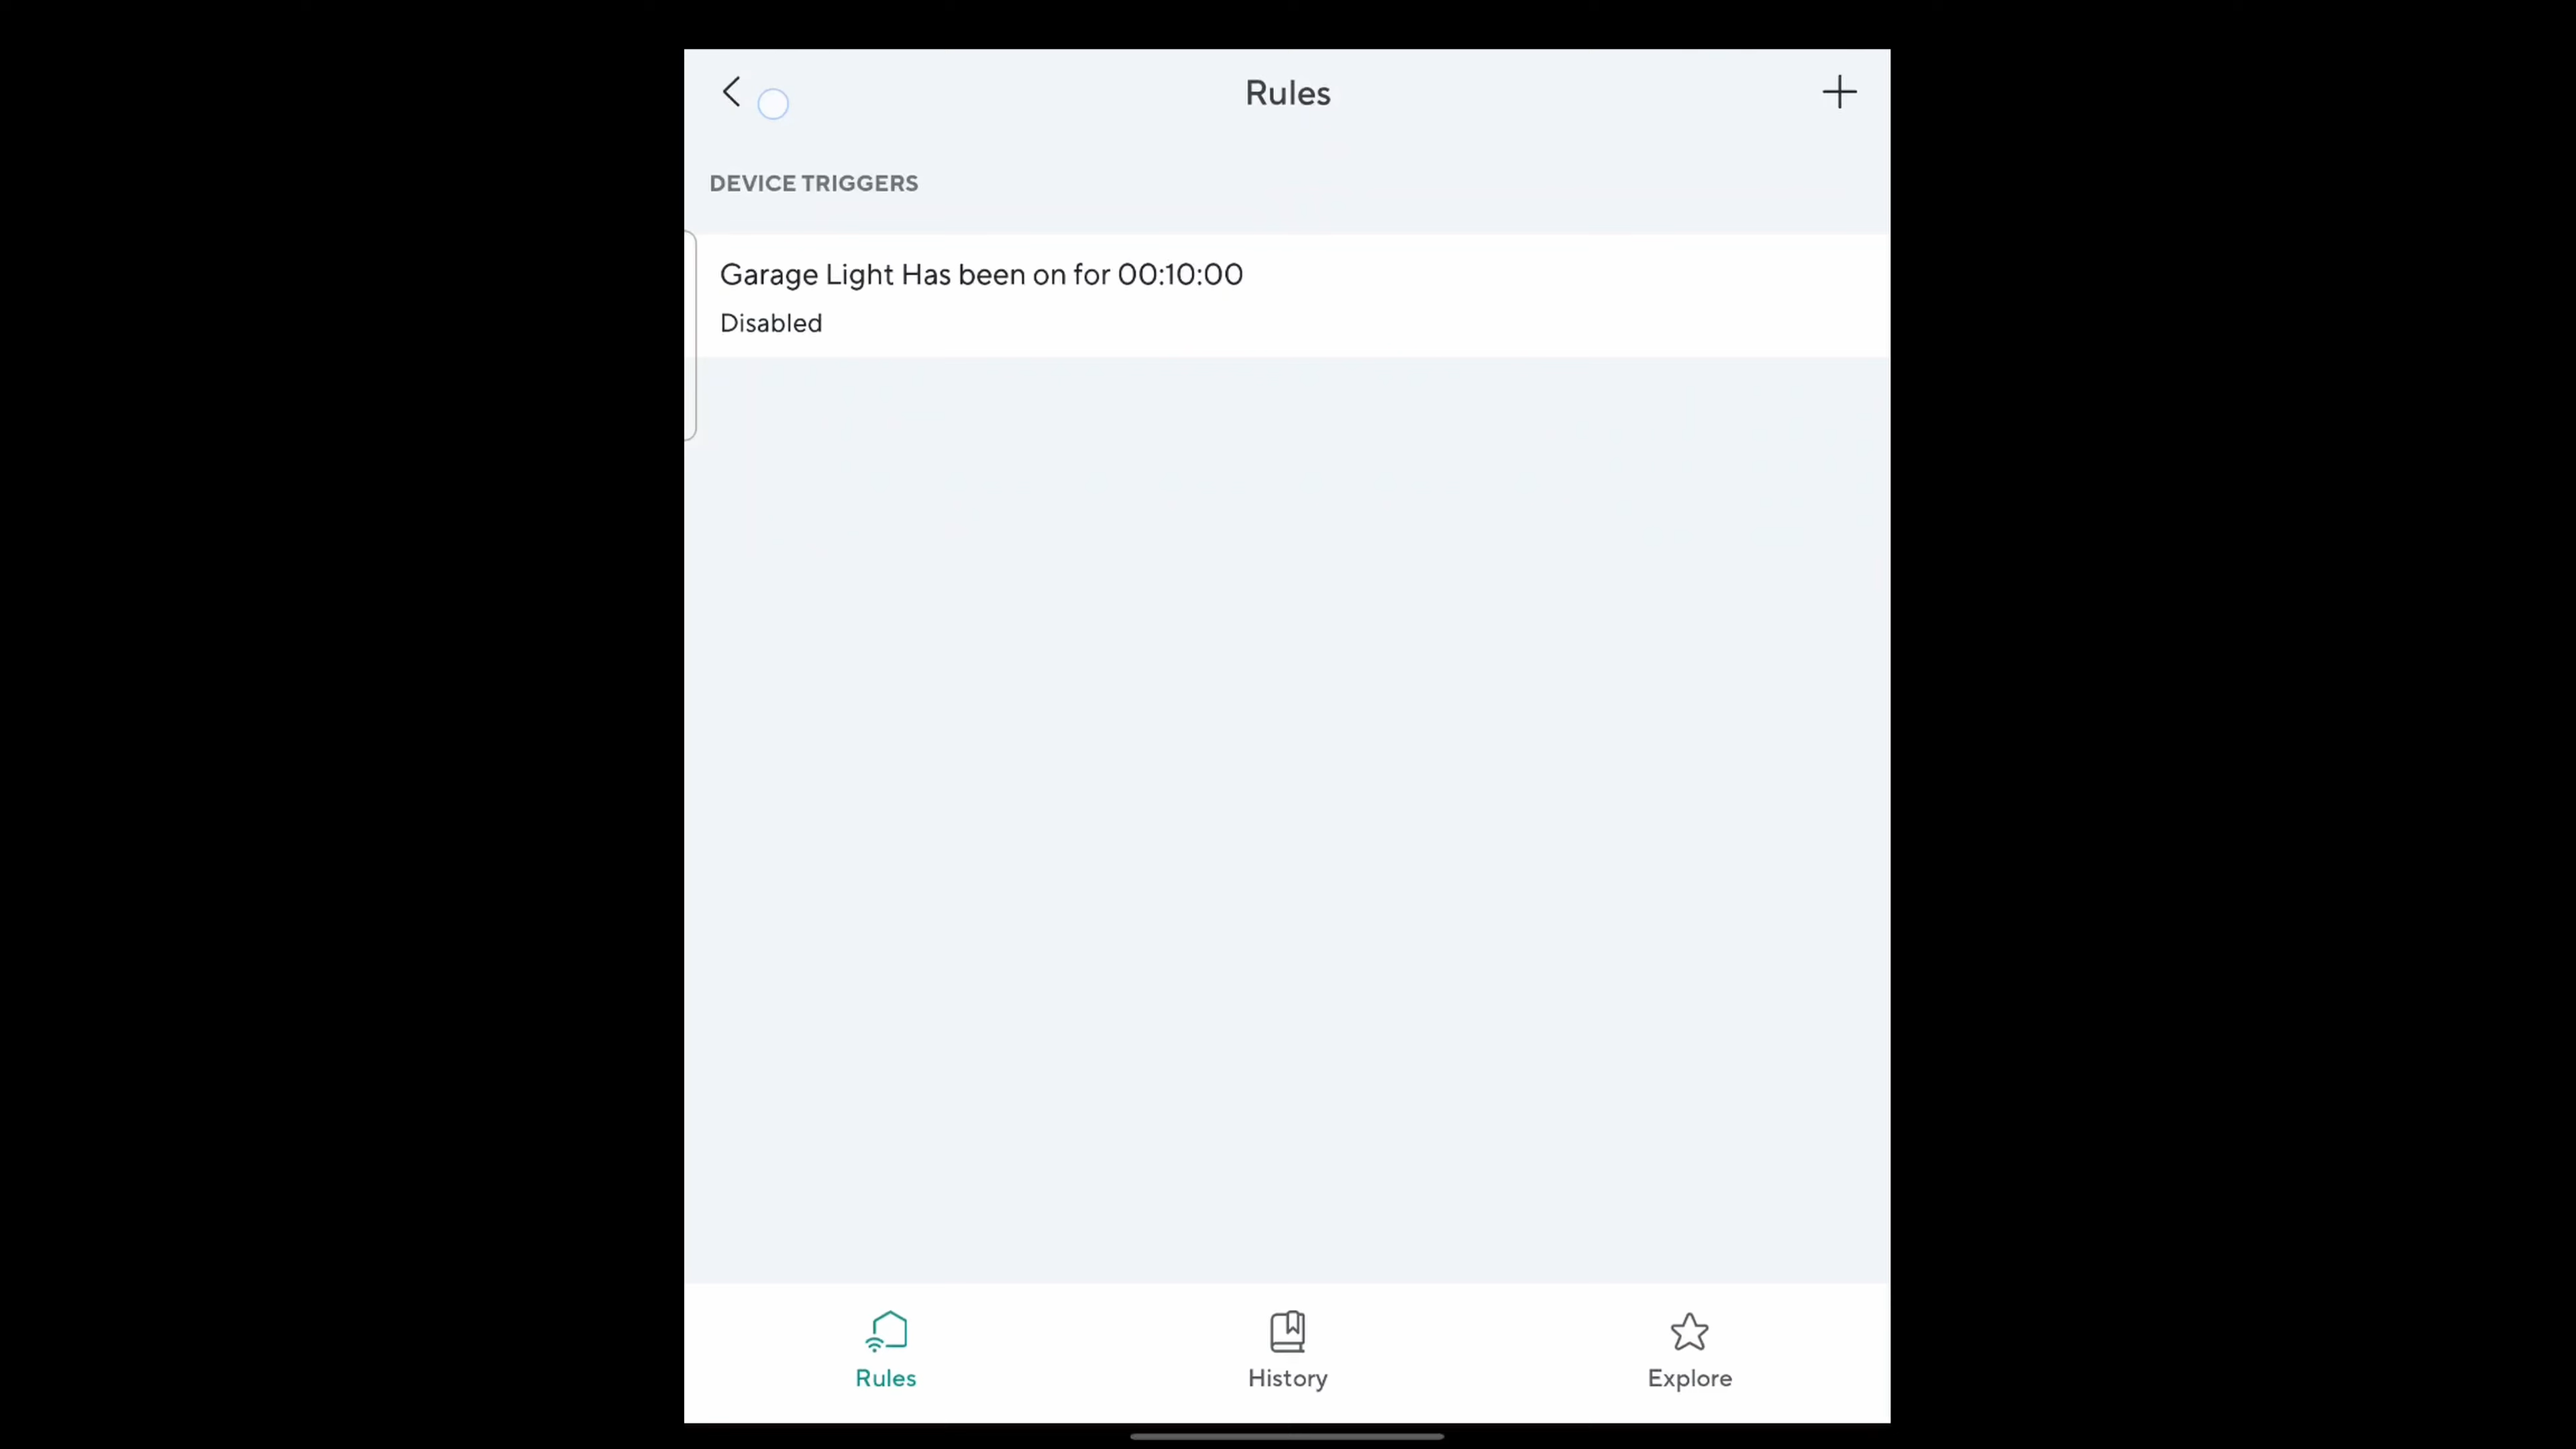 Rules
DEVICE TRIGGERS
Garage Light Has been on for 00:10:00
Disabled
Rules
History
Explore